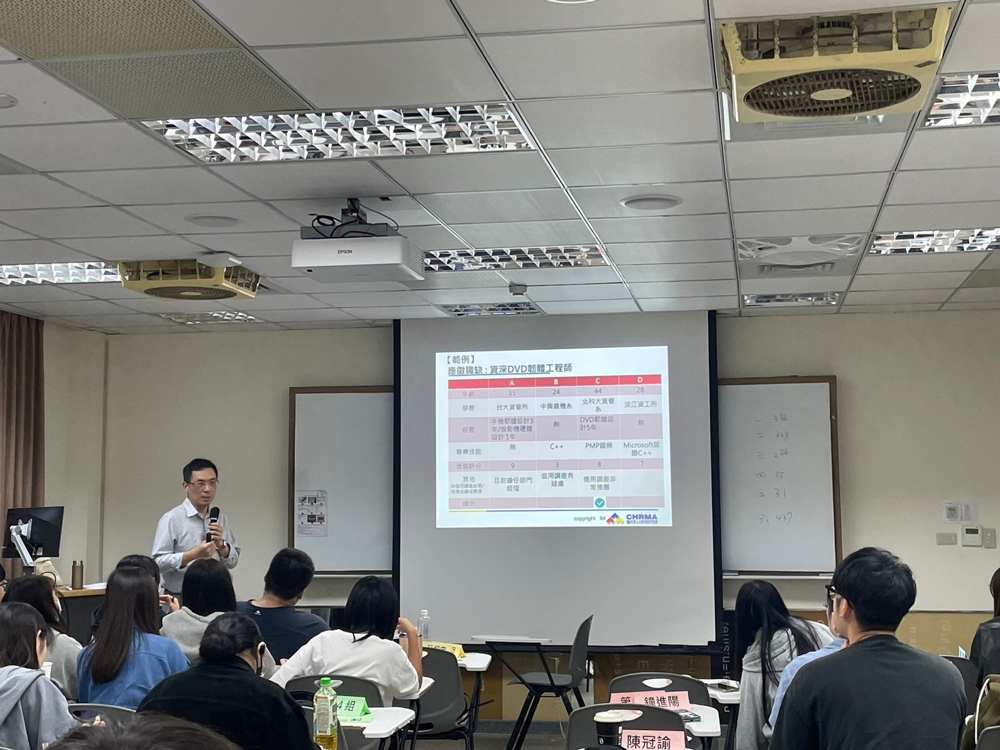 EPSON
【範例】
應徵職缺：資深DVD韌體工程師
A B C D
年齡 35 24 44 28
學歷 台大資管所 中興農機系 北科大資管系 淡江資工所
經歷 手機韌體設計3年/投影機硬體設計1年 無 DVD韌體設計5年 無
專業技能 無 C++ PMP證照 Microsoft認證C++
面談評分 9 3 8 7
其他 目前擔任部門經理 信用調查有疑慮 信用調查非常推薦
總分
copyright 64 CHRMA
一 336
二 343
三 226
四 35
五 31
六 437
4組
第 鐘進陽
陳冠諭